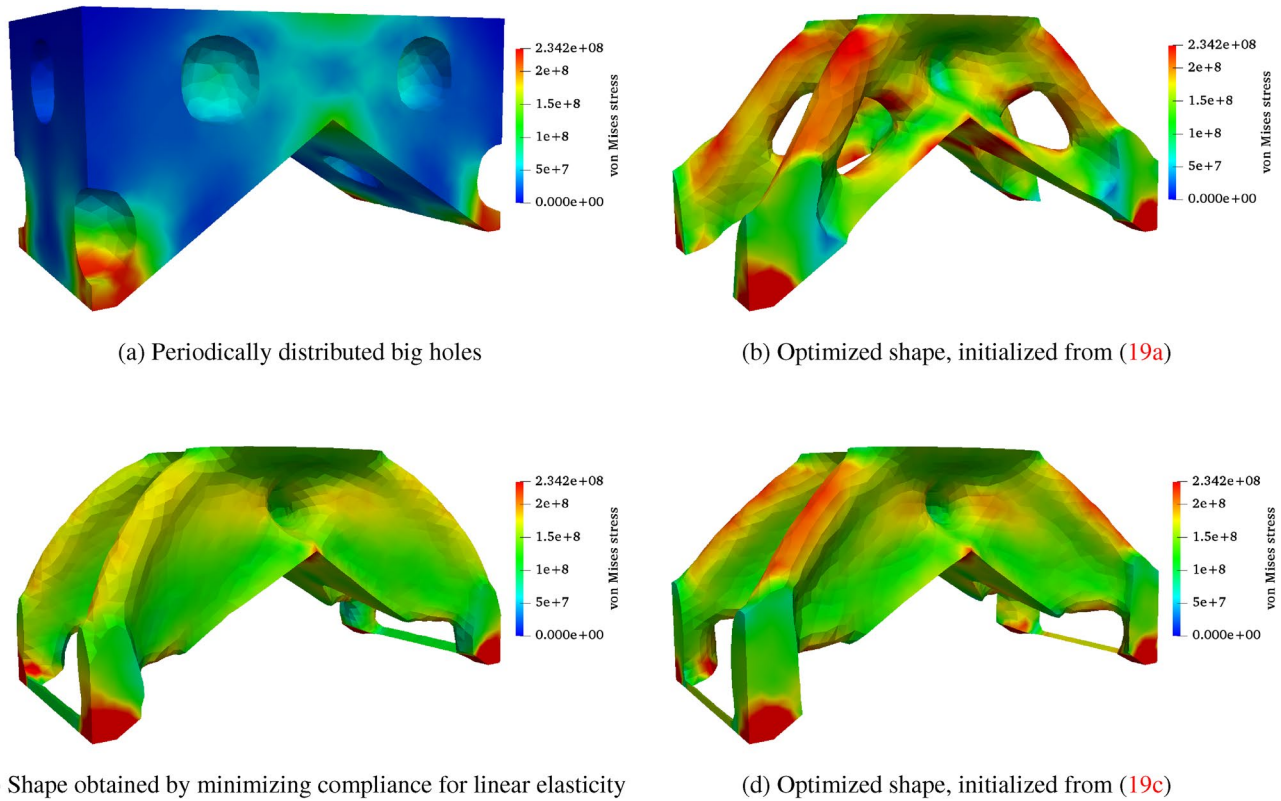 2.342e+08
2e+8
1.5e+8
1e+8
5e+7
0.000e+00
von Mises stress
2.342e+08
2e+8
1.5e+8
1e+8
5e+7
0.000e+00
von Mises stress
(a) Periodically distributed big holes
(b) Optimized shape, initialized from (19a)
2.342e+08
2e+8
1.5e+8
1e+8
5e+7
0.000e+00
von Mises stress
2.342e+08
2e+8
1.5e+8
1e+8
5e+7
0.000e+00
von Mises stress
Shape obtained by minimizing compliance for linear elasticity
(d) Optimized shape, initialized from (19c)